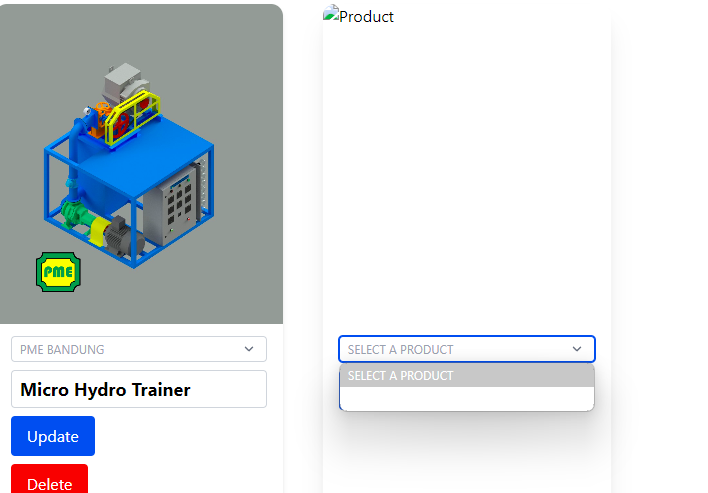 Product
PME
PME BANDUNG
Micro Hydro Trainer
Update
Delete
SELECT A PRODUCT
SELECT A PRODUCT